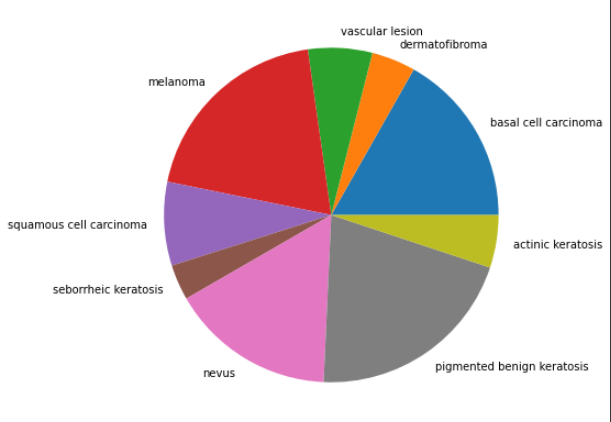 vascular lesion
dermatofibroma
melanoma
basal cell carcinoma
squamous cell carcinoma
actinic keratosis
seborrheic keratosis
pigmented benign keratosis
nevus